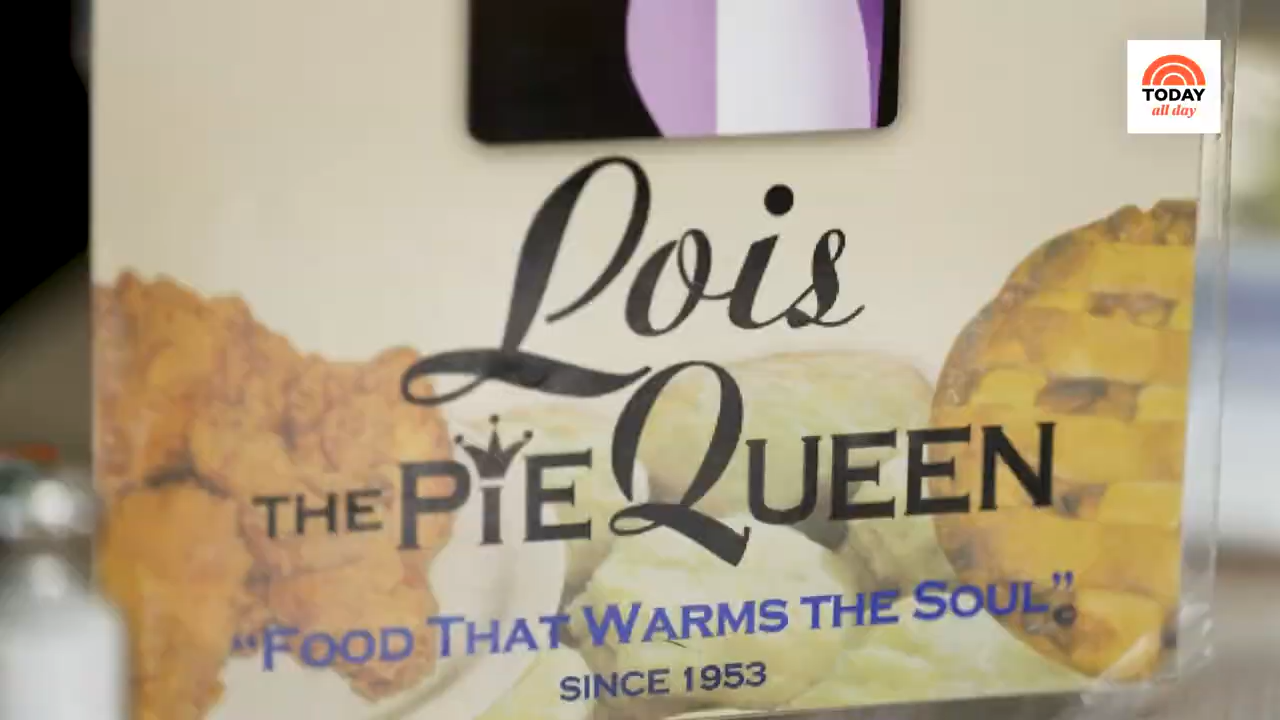 TODAY
all day
Lois
THE PiE QUEEN
“FOOD THAT WARMS THE SOUL”
SINCE 1953